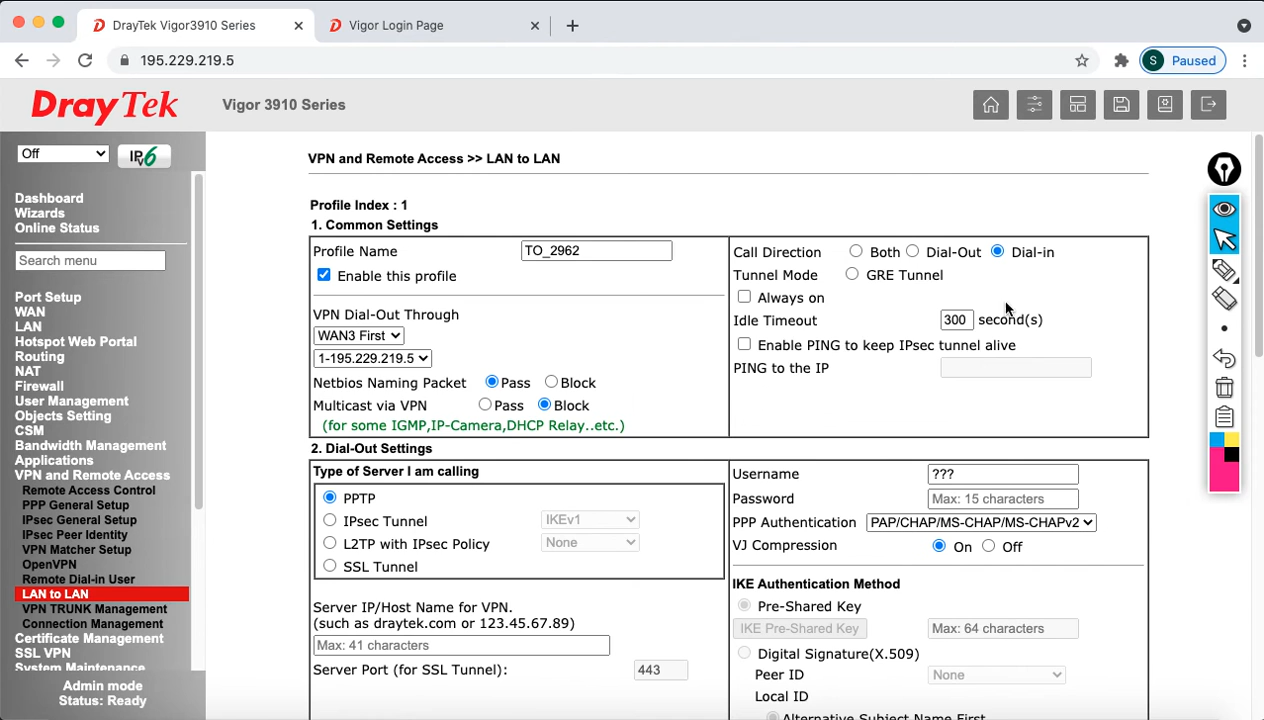 DrayTek Vigor3910 Series
Vigor Login Page
195.229.219.5
S Paused
DrayTek
Vigor 3910 Series
Off
IPv6
Dashboard
Wizards
Online Status
Search menu
Port Setup
WAN
LAN
Hotspot Web Portal
Routing
NAT
Firewall
User Management
Objects Setting
CSM
Bandwidth Management
Applications
VPN and Remote Access
Remote Access Control
PPP General Setup
IPsec General Setup
IPsec Peer Identity
VPN Matcher Setup
OpenVPN
Remote Dial-in User
LAN to LAN
VPN TRUNK Management
Connection Management
Certificate Management
SSL VPN
System Maintenance
Admin mode
Status: Ready
VPN and Remote Access >> LAN to LAN
Profile Index : 1
1. Common Settings
Profile Name TO_2962
Enable this profile
VPN Dial-Out Through
WAN3 First
1-195.229.219.5
Netbios Naming Packet Pass Block
Multicast via VPN Pass Block
(for some IGMP,IP-Camera,DHCP Relay..etc.)
Call Direction Both Dial-Out Dial-in
Tunnel Mode GRE Tunnel
Always on
Idle Timeout 300 second(s)
Enable PING to keep IPsec tunnel alive
PING to the IP
2. Dial-Out Settings
Type of Server I am calling
PPTP
IPsec Tunnel IKEv1
L2TP with IPsec Policy None
SSL Tunnel
Server IP/Host Name for VPN.
(such as draytek.com or 123.45.67.89)
Max: 41 characters
Server Port (for SSL Tunnel): 443
Username ???
Password Max: 15 characters
PPP Authentication PAP/CHAP/MS-CHAP/MS-CHAPv2
VJ Compression On Off
IKE Authentication Method
Pre-Shared Key
IKE Pre-Shared Key Max: 64 characters
Digital Signature(X.509)
Peer ID None
Local ID
Alternative Subject Name First